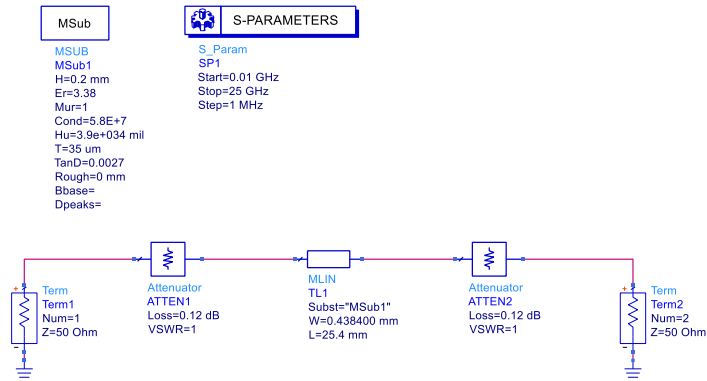 MSub
MSUB
MSub1
H=0.2 mm
Er=3.38
Mur=1
Cond=5.8E+7
Hu=3.9e+034 mil
T=35 um
TanD=0.0027
Rough=0 mm
Bbase=
Dpeaks=
S-PARAMETERS
S_Param
SP1
Start=0.01 GHz
Stop=25 GHz
Step=1 MHz
+
Term
Term1
Num=1
Z=50 Ohm
-
Attenuator
ATTEN1
Loss=0.12 dB
VSWR=1
MLIN
TL1
Subst="MSub1"
W=0.438400 mm
L=25.4 mm
Attenuator
ATTEN2
Loss=0.12 dB
VSWR=1
+
Term
Term2
Num=2
Z=50 Ohm
-